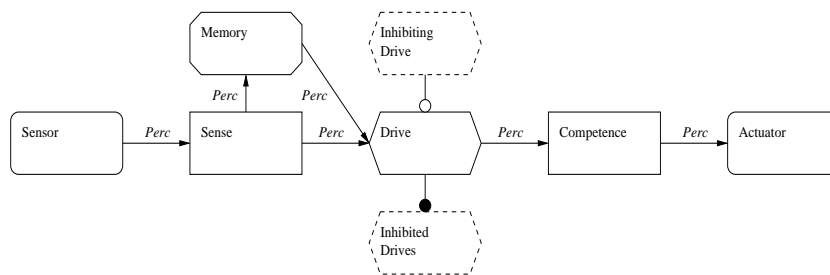 Memory
Inhibiting
Drive
Perc
Perc
Sensor
Perc
Sense
Perc
Drive
Perc
Competence
Perc
Actuator
Inhibited
Drives